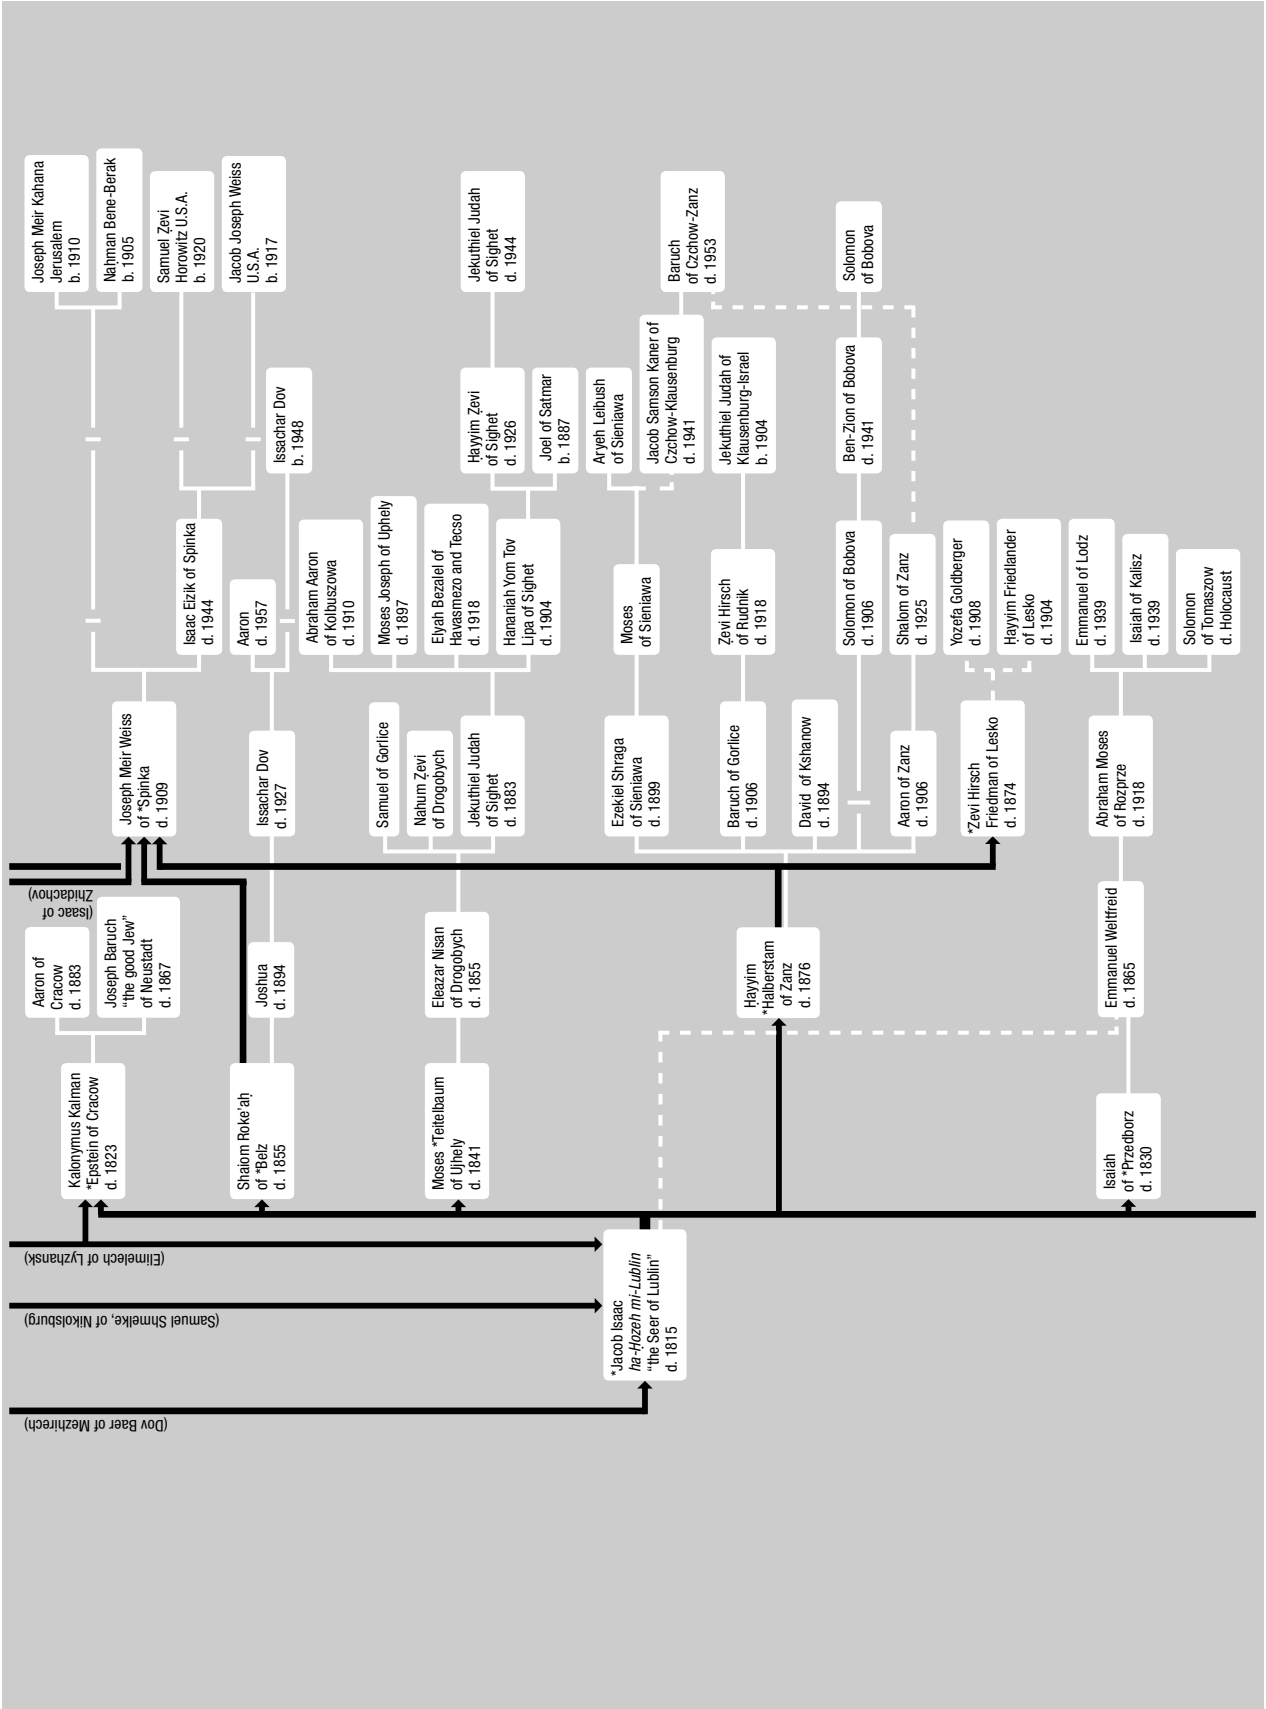 (Dov Baer of Mezhirech)
(Samuel Shmelke, of Nikolsburg)
(Elimelech of Lyzhansk)
*Jacob Isaac
ha-Ḥozeh mi-Lublin
“the Seer of Lublin”
d. 1815
Kalonymus Kalman
*Epstein of Cracow
d. 1823
Shaiom Roke’aḥ
of *Belz
d. 1855
Moses *Teitelbaum
of Ujhely
d. 1841
Isaiah
of *Przedborz
d. 1830
Aaron of
Cracow
d. 1883
Joseph Baruch
“the good Jew”
of Neustadt
d. 1867
Joshua
d. 1894
Eleazar Nisan
of Drogobych
d. 1855
Ḥayyim
*Halberstam
of Zanz
d. 1876
Emmanuel Weltfreid
d. 1865
(Isaac of
Zhidachov)
Joseph Meir Weiss
of *Spinka
d. 1909
Issachar Dov
d. 1927
Samuel of Gorlice
Nahum Ẓevi
of Drogobych
Jekuthiel Judah
of Sighet
d. 1883
Ezekiel Shraga
of Sieniawa
d. 1899
Baruch of Gorlice
d. 1906
David of Kshanow
d. 1894
Aaron of Zanz
d. 1906
*Zevi Hirsch
Friedman of Lesko
d. 1874
Abraham Moses
of Rozprze
d. 1918
Isaac Eizik of Spinka
d. 1944
Aaron
d. 1957
Abraham Aaron
of Kolbuszowa
d. 1910
Moses Joseph of Uphely
d. 1897
Elyah Bezalel of
Havasmezo and Tecso
d. 1918
Hananiah Yom Tov
Lipa of Sighet
d. 1904
Moses
of Sieniawa
Ẓevi Hirsch
of Rudnik
d. 1918
Solomon of Bobova
d. 1906
Shalom of Zanz
d. 1925
Yozefa Goldberger
d. 1908
Ḥayyim Friedlander
of Lesko
d. 1904
Emmanuel of Lodz
d. 1939
Isaiah of Kalisz
d. 1939
Solomon
of Tomaszow
d. Holocaust
Issachar Dov
b. 1948
Ḥayyim Ẓevi
of Sighet
d. 1926
Joel of Satmar
b. 1887
Aryeh Leibush
of Sieniawa
Jacob Samson Kaner of
Czchow-Klausenburg
d. 1941
Jekuthiel Judah of
Klausenburg-Israel
b. 1904
Ben-Zion of Bobova
d. 1941
Joseph Meir Kahana
Jerusalem
b. 1910
Naḥman Bene-Berak
b. 1905
Samuel Ẓevi
Horowitz U.S.A.
b. 1920
Jacob Joseph Weiss
U.S.A.
b. 1917
Jekuthiel Judah
of Sighet
d. 1944
Baruch
of Czchow-Zanz
d. 1953
Solomon
of Bobova